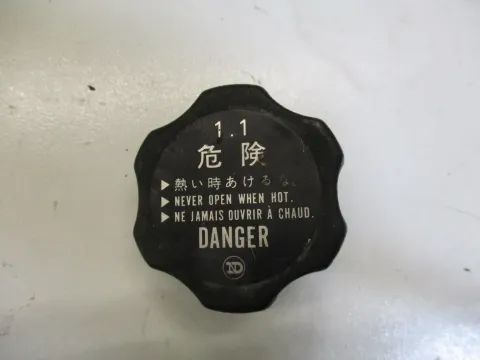 1.1
危険
▶熱い時あけるな。
▶NEVER OPEN WHEN HOT.
▶NE JAMAIS OUVRIR À CHAUD.
DANGER
ND